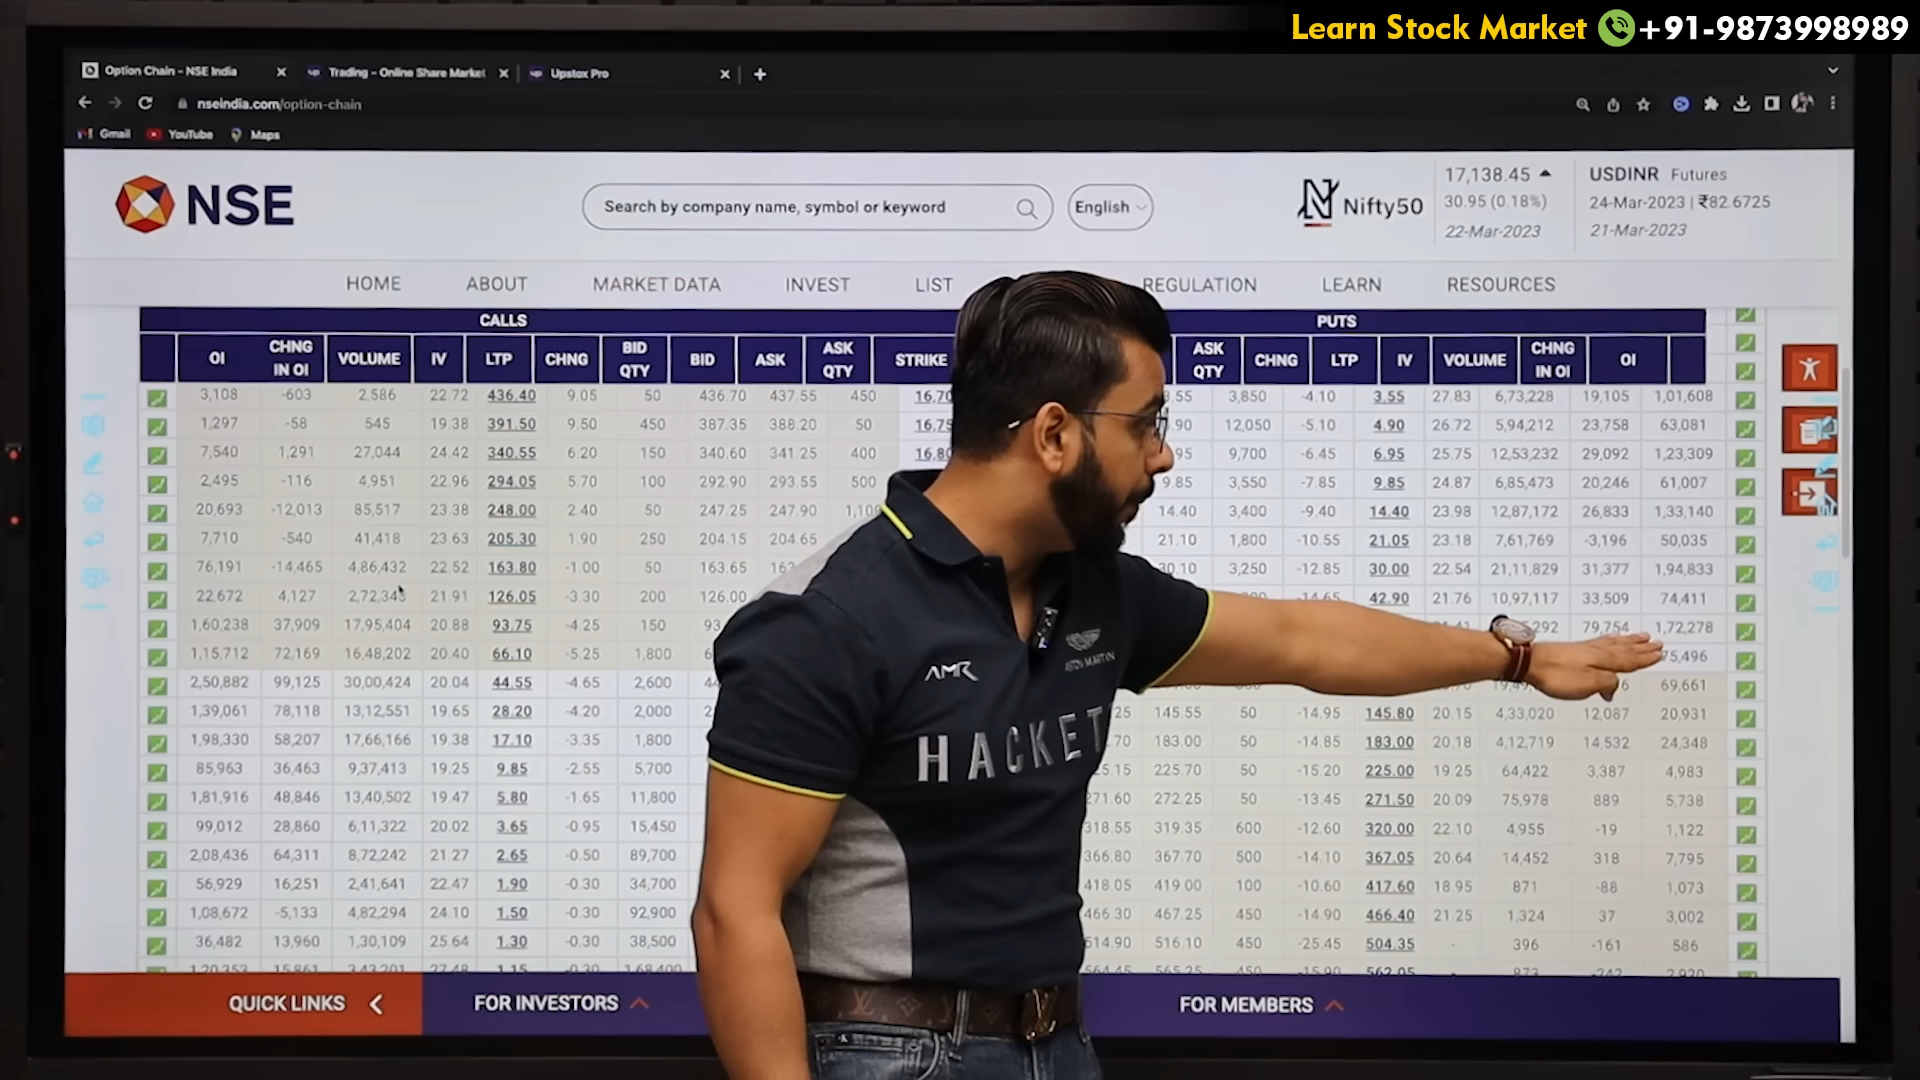 Learn Stock Market +91-9873998989
Option Chain - NSE India
Trading - Online Share Market
Upstox Pro
nseindia.com/option-chain
Gmail YouTube Maps
NSE
Search by company name, symbol or keyword
English
Nifty50
17,138.45
30.95 (0.18%)
22-Mar-2023
USDINR Futures
24-Mar-2023 | ₹82.6725
21-Mar-2023
HOME ABOUT MARKET DATA INVEST LIST REGULATION LEARN RESOURCES
CALLS PUTS
OI CHNG IN OI VOLUME IV LTP CHNG BID QTY BID ASK ASK QTY STRIKE ASK QTY CHNG LTP IV VOLUME CHNG IN OI OI
3,108 -603 2,586 22.72 436.40 9.05 50 436.70 437.55 450 3,850 -4.10 3.55 27.83 6,73,228 19,105 1,01,608
1,297 -58 545 19.38 391.50 9.50 450 387.35 388.20 50 12,050 -5.10 4.90 26.72 5,94,212 23,758 63,081
7,540 1,291 27,044 24.42 340.55 6.20 150 340.60 341.25 400 9,700 -6.45 6.95 25.75 12,53,232 29,092 1,23,309
2,495 -116 4,951 22.96 294.05 5.70 100 292.90 293.55 500 9.85 3,550 -7.85 9.85 24.87 6,85,473 20,246 61,007
20,693 -12,013 85,517 23.38 248.00 2.40 50 247.25 247.90 14.40 3,400 -9.40 14.40 23.98 12,87,172 26,833 1,33,140
7,710 -540 41,418 23.63 205.30 1.90 250 204.15 204.65 21.10 1,800 -10.55 21.05 23.18 7,61,769 -3,196 50,035
76,191 -14,465 4,86,432 22.52 163.80 -1.00 50 163.65 30.10 3,250 -12.85 30.00 22.54 21,11,829 31,377 1,94,833
22,672 4,127 21.91 126.05 -3.30 200 126.00 42.90 21.76 10,97,117 33,509 74,411
1,60,238 37,909 17,95,404 20.88 93.75 -4.25 150 79,754 1,72,278
1,15,712 72,169 16,48,202 20.40 66.10 -5.25 1,800
2,50,882 99,125 30,00,424 20.04 44.55 -4.65 2,600 69,661
1,39,061 78,118 13,12,551 19.65 28.20 -4.20 2,000 145.55 50 -14.95 145.80 20.15 4,33,020 12,087 20,931
1,98,330 58,207 17,66,166 19.38 17.10 -3.35 1,800 183.00 50 -14.85 183.00 20.18 4,12,719 14,532 24,348
85,963 36,463 9,37,413 19.25 9.85 -2.55 5,700 225.70 50 -15.20 225.00 19.25 64,422 3,387 4,983
1,81,916 48,846 13,40,502 19.47 5.80 -1.65 11,800 271.60 272.25 50 -13.45 271.50 20.09 75,978 889 5,738
99,012 28,860 6,11,322 20.02 3.65 -0.95 15,450 318.55 319.35 600 -12.60 320.00 22.10 4,955 -19 1,122
2,08,436 64,311 8,72,242 21.27 2.65 -0.50 89,700 366.80 367.70 500 -14.10 367.05 20.64 14,452 318 7,795
56,929 16,251 2,41,641 22.47 1.90 -0.30 34,700 418.05 419.00 100 -10.60 417.60 18.95 871 -88 1,073
1,08,672 -5,133 4,82,294 24.10 1.50 -0.30 92,900 466.30 467.25 450 -14.90 466.40 21.25 1,324 37 3,002
36,482 13,960 1,30,109 25.64 1.30 -0.30 38,500 514.90 516.10 450 -25.45 504.35 - 396 -161 586
AMR ASTON MARTIN
HACKET
QUICK LINKS FOR INVESTORS FOR MEMBERS